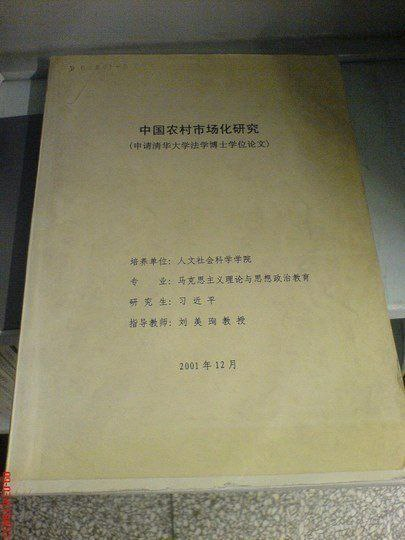 中国农村市场化研究
(申请清华大学法学博士学位论文)
培养单位: 人文社会科学学院
专 业: 马克思主义理论与思想政治教育
研 究 生: 习 近 平
指导教师: 刘 美 珣 教 授
2001 年 12 月